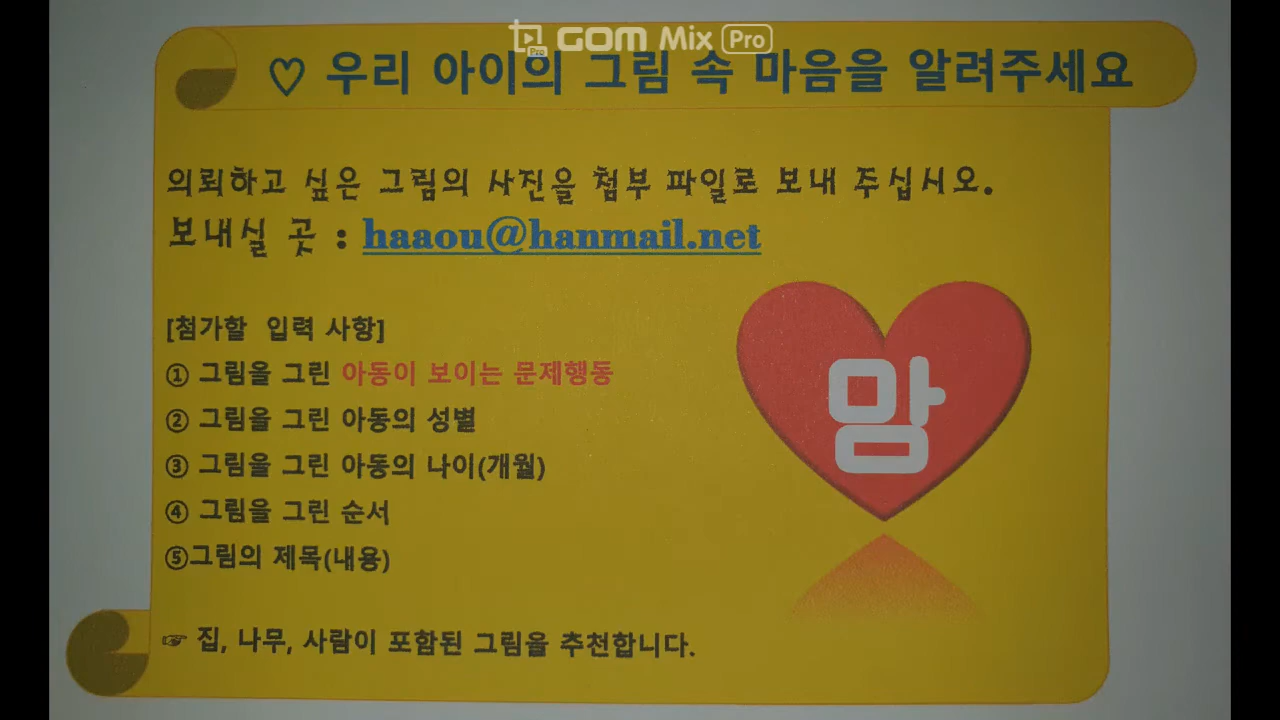 GOM Mix Pro
♡ 우리 아이의 그림 속 마음을 알려주세요
의뢰하고 싶은 그림의 사진을 첨부 파일로 보내 주십시오.
보내실 곳 : haaou@hanmail.net
[첨가할 입력 사항]
① 그림을 그린 아동이 보이는 문제행동
② 그림을 그린 아동의 성별
③ 그림을 그린 아동의 나이(개월)
④ 그림을 그린 순서
⑤그림의 제목(내용)
맘
☞ 집, 나무, 사람이 포함된 그림을 추천합니다.